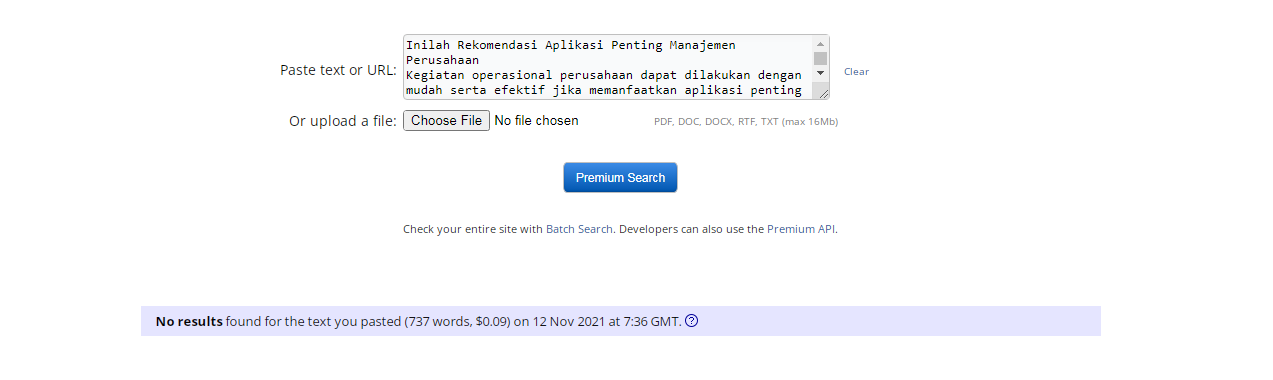 Paste text or URL:
Inilah Rekomendasi Aplikasi Penting Manajemen
Perusahaan
Kegiatan operasional perusahaan dapat dilakukan dengan
mudah serta efektif jika memanfaatkan aplikasi penting
Clear
Or upload a file: Choose File No file chosen PDF, DOC, DOCX, RTF, TXT (max 16Mb)
Premium Search
Check your entire site with Batch Search. Developers can also use the Premium API.
No results found for the text you pasted (737 words, $0.09) on 12 Nov 2021 at 7:36 GMT. ?